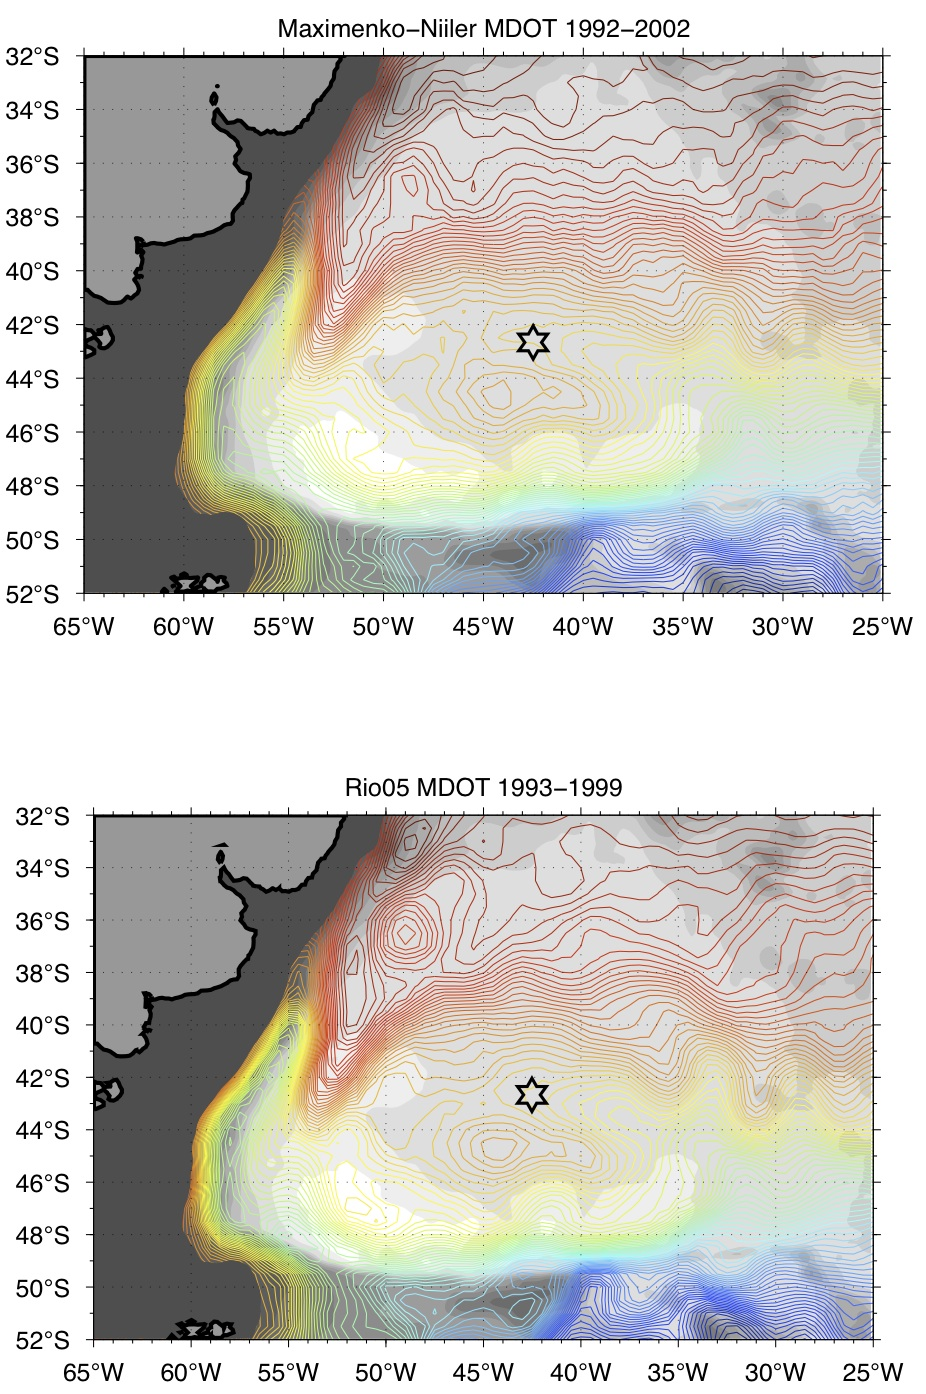 Maximenko−Niiler MDOT 1992−2002
32°S
34°S
36°S
38°S
40°S
42°S
44°S
46°S
48°S
50°S
52°S
65°W 60°W 55°W 50°W 45°W 40°W 35°W 30°W 25°W
Rio05 MDOT 1993−1999
32°S
34°S
36°S
38°S
40°S
42°S
44°S
46°S
48°S
50°S
52°S
65°W 60°W 55°W 50°W 45°W 40°W 35°W 30°W 25°W